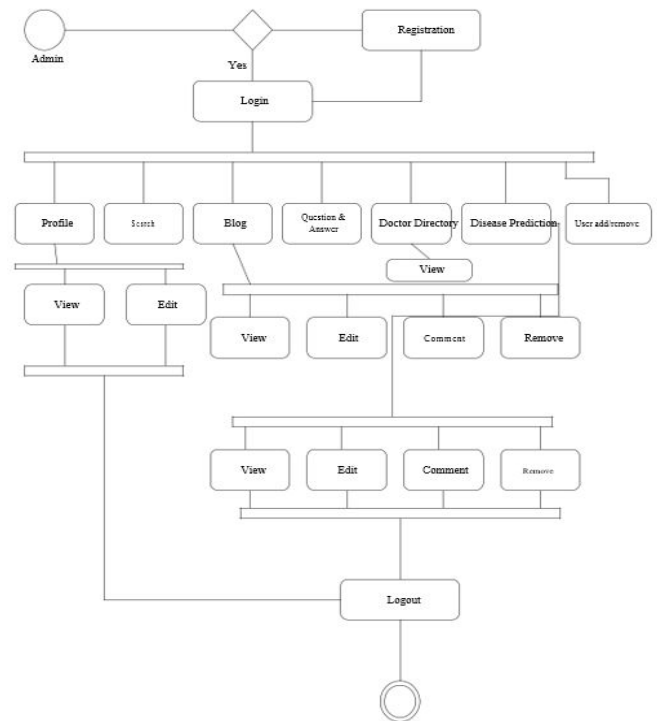 Registration
Admin
Yes
Login
Profile
Search
Blog
Question &
Answer
Doctor Directory
Disease Prediction
User add/remove
View
View
Edit
View
Edit
Comment
Remove
View
Edit
Comment
Remove
Logout